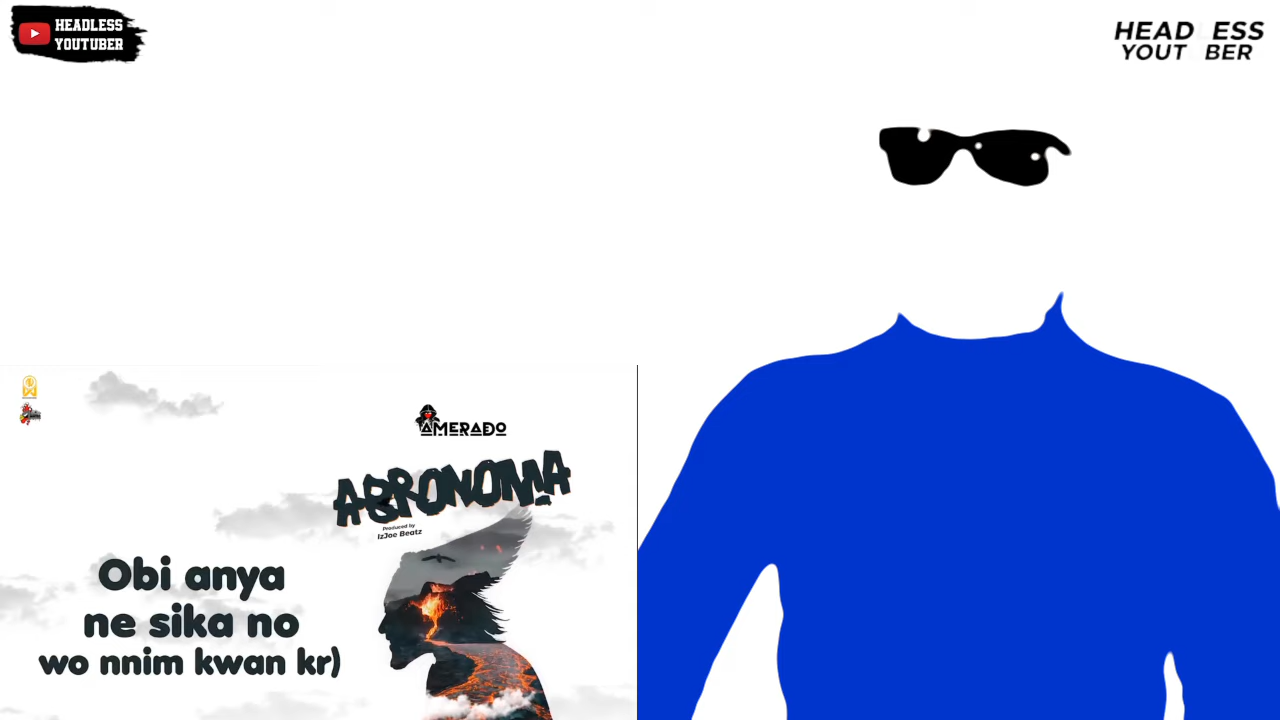 HEADLESS
YOUTUBER
HEAD ESS
YOUT BER
AMERADO
ABRONOMA
Produced by
IzJoe Beatz
Obi anya
ne sika no
wo nnim kwan kr)